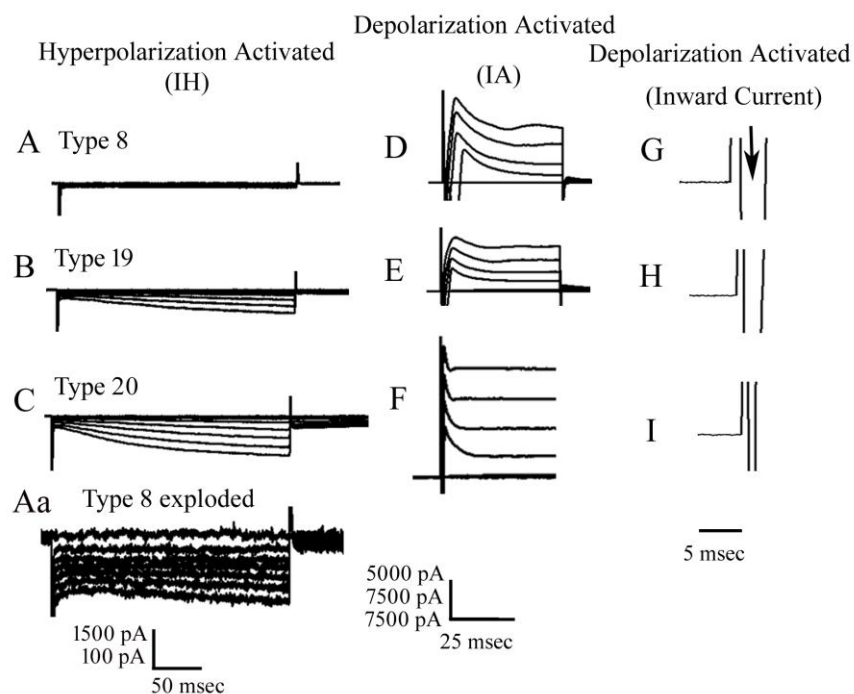 Hyperpolarization Activated
(IH)
Depolarization Activated
(IA)
Depolarization Activated
(Inward Current)
A Type 8
D
G
B Type 19
E
H
C Type 20
F
I
Aa Type 8 exploded
5 msec
5000 pA
7500 pA
7500 pA
25 msec
1500 pA
100 pA
50 msec